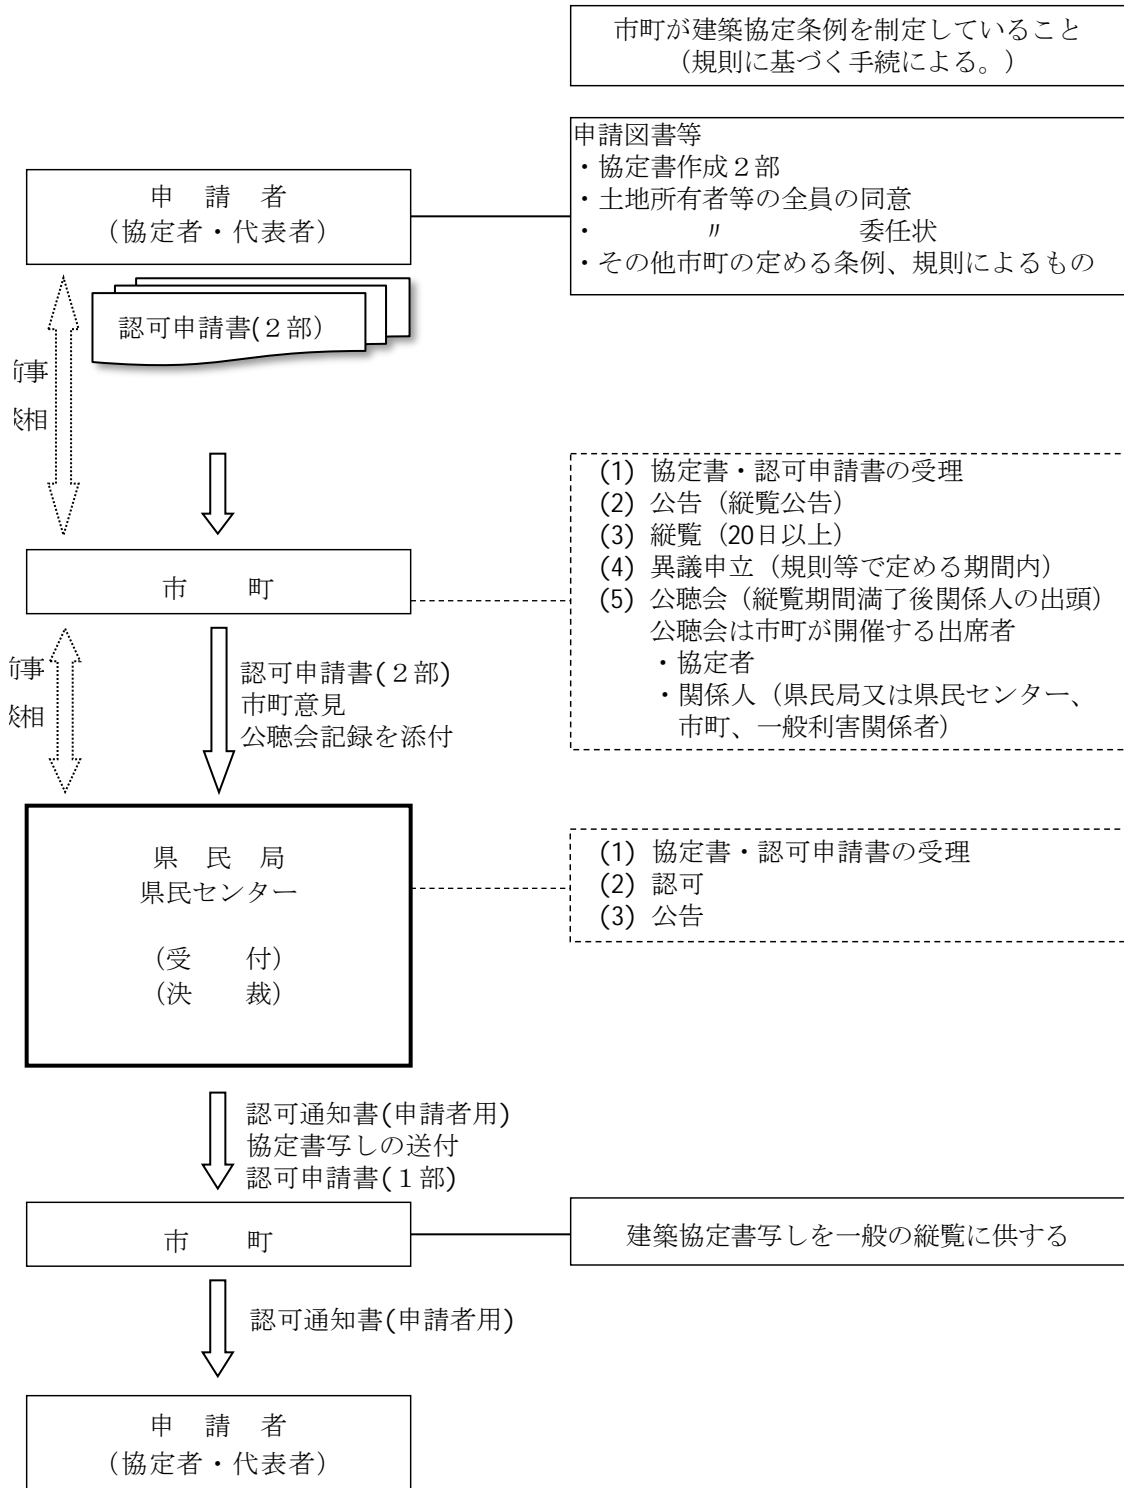 市町が建築協定条例を制定していること
（規則に基づく手続による。）
申請図書等
・協定書作成２部
・土地所有者等の全員の同意
・　　　　〃　　　　　委任状
・その他市町の定める条例、規則によるもの
申　請　者
（協定者・代表者）
認可申請書(２部）
前事
談相
(1) 協定書・認可申請書の受理
(2) 公告（縦覧公告）
(3) 縦覧（20日以上）
(4) 異議申立（規則等で定める期間内）
(5) 公聴会（縦覧期間満了後関係人の出頭）
公聴会は市町が開催する出席者
・協定者
・関係人（県民局又は県民センター、
市町、一般利害関係者）
市　　町
前事
談相
認可申請書(２部)
市町意見
公聴会記録を添付
県　民　局
県民センター
（受　　付）
（決　　裁）
(1) 協定書・認可申請書の受理
(2) 認可
(3) 公告
認可通知書(申請者用)
協定書写しの送付
認可申請書(１部)
市　　町
建築協定書写しを一般の縦覧に供する
認可通知書(申請者用)
申　請　者
（協定者・代表者）